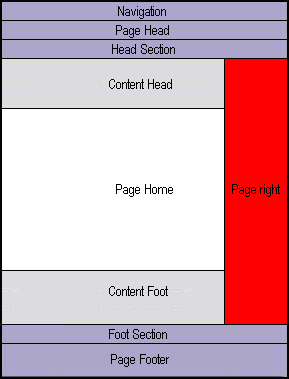 Navigation
Page Head
Head Section
Content Head
Page Home
Page right
Content Foot
Foot Section
Page Footer